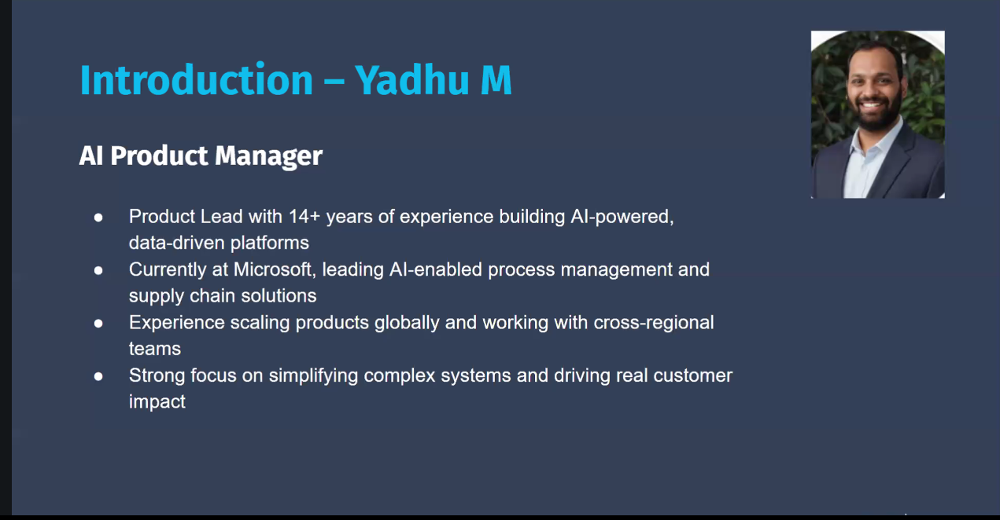 Introduction – Yadhu M
AI Product Manager
● Product Lead with 14+ years of experience building AI-powered,
data-driven platforms
● Currently at Microsoft, leading AI-enabled process management and
supply chain solutions
● Experience scaling products globally and working with cross-regional
teams
● Strong focus on simplifying complex systems and driving real customer
impact